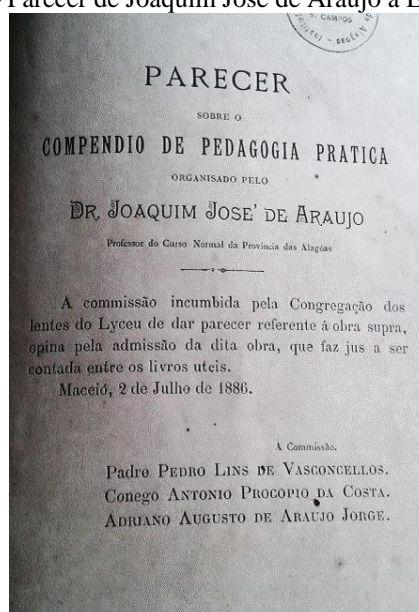 Parecer de Joaquim José de Araújo à
PARECER
SOBRE O
COMPENDIO DE PEDAGOGIA PRATICA
ORGANISADO PELO
DR. JOAQUIM JOSE' DE ARAUJO
Professor do Curso Normal da Provincia das Alagôas
A commissão incumbida pela Congregação dos
lentes do Lyceu de dar parecer referente á obra supra,
opina pela admissão da dita obra, que faz jus a ser
contada entre os livros uteis.
Maceió, 2 de Julho de 1886.
A Commissão.
Padre PEDRO LINS DE VASCONCELLOS.
Conego ANTONIO PROCOPIO DA COSTA.
ADRIANO AUGUSTO DE ARAUJO JORGE.